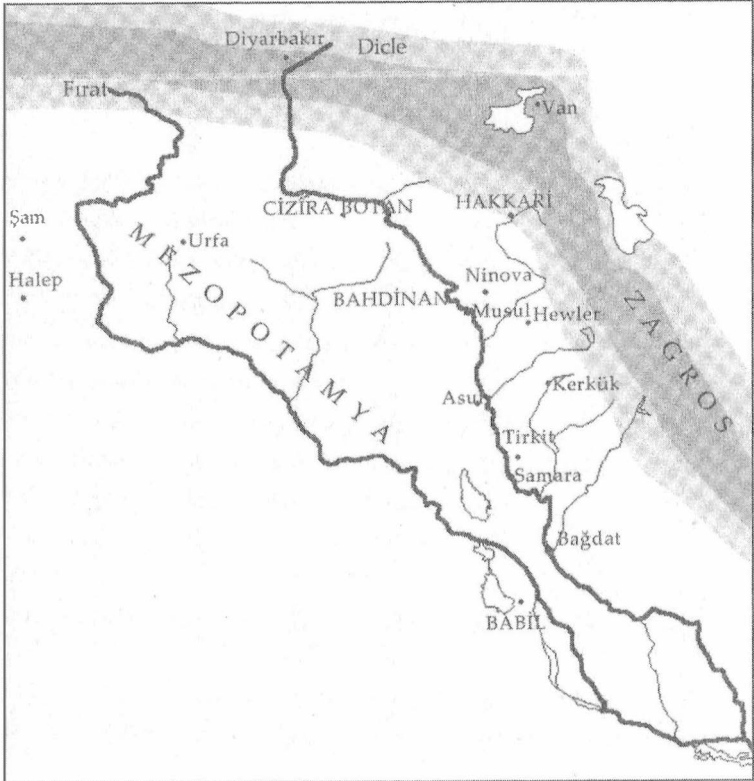 Diyarbakır
Dicle
Fırat
Van
CİZİRA BOTAN
HAKKARİ
Şam
Urfa
MEZOPOTAMYA
Halep
Ninova
BAHDİNAN
Musul
Hewler
ZAGROS
Kerkük
Asur
Tirkit
Samara
Bağdat
BABİL